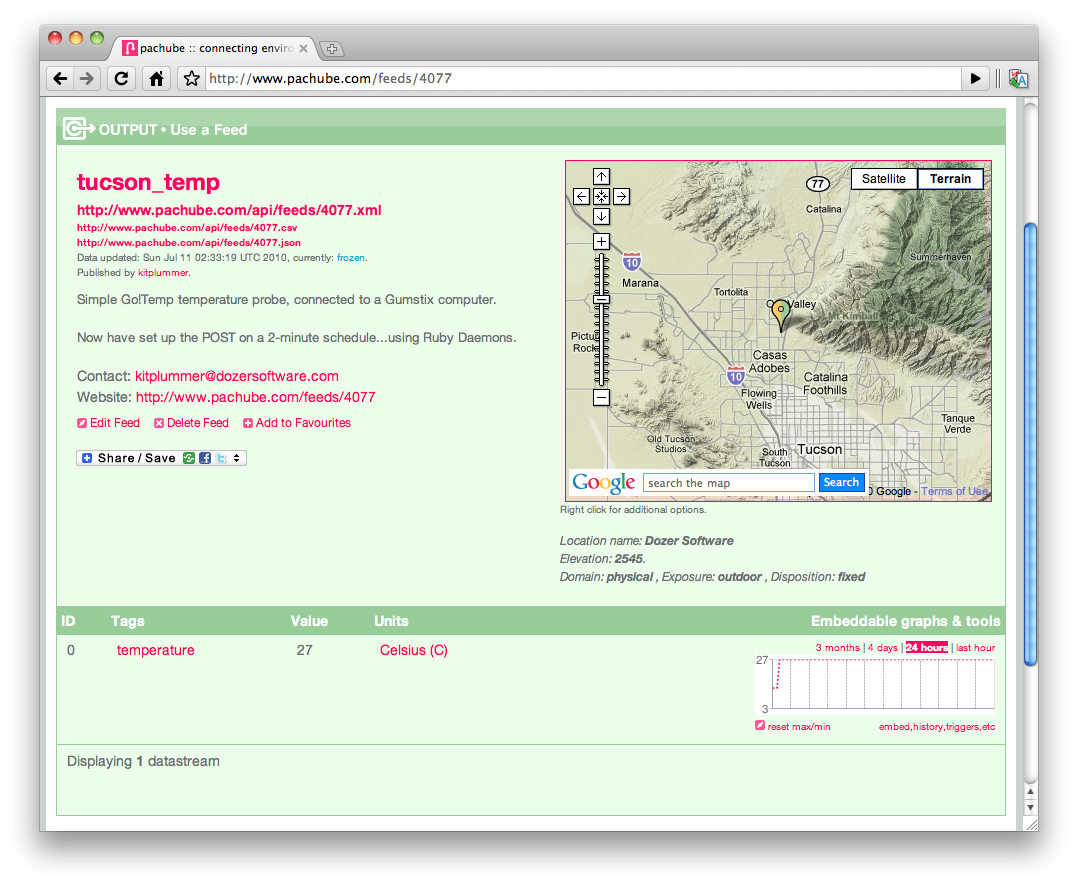 pachube :: connecting enviro
http://www.pachube.com/feeds/4077
OUTPUT • Use a Feed
tucson_temp
http://www.pachube.com/api/feeds/4077.xml
http://www.pachube.com/api/feeds/4077.csv
http://www.pachube.com/api/feeds/4077.json
Data updated: Sun Jul 11 02:33:19 UTC 2010, currently: frozen.
Published by kitplummer.
Simple Go!Temp temperature probe, connected to a Gumstix computer.
Now have set up the POST on a 2-minute schedule...using Ruby Daemons.
Contact: kitplummer@dozersoftware.com
Website: http://www.pachube.com/feeds/4077
Edit Feed Delete Feed Add to Favourites
Share / Save
Satellite Terrain
77
Catalina
Summerhaven
10
Marana
Tortolita
Valley
Mt Kimball
Pictu
Rock
Casas
Adobes
10
Catalina
Foothills
Flowing
Wells
Tanque
Verde
Old Tucson
Studios
South
Tucson
Tucson
Google search the map Search
Google - Terms of Use
Right click for additional options.
Location name: Dozer Software
Elevation: 2545.
Domain: physical , Exposure: outdoor , Disposition: fixed
ID Tags Value Units Embeddable graphs & tools
0 temperature 27 Celsius (C)
3 months | 4 days | 24 hours | last hour
27
3
reset max/min embed,history,triggers,etc
Displaying 1 datastream